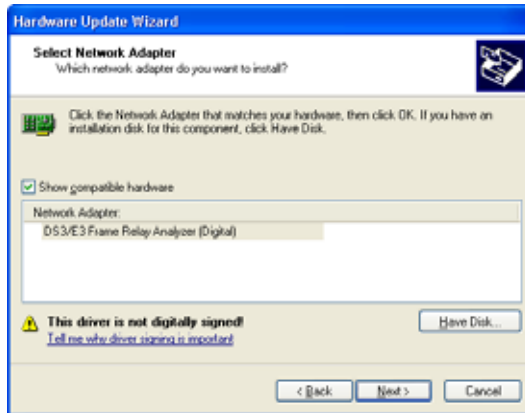 Hardware Update Wizard
Select Network Adapter
Which network adapter do you want to install?
Click the Network Adapter that matches your hardware, then click OK. If you have an
installation disk for this component, click Have Disk.
Show compatible hardware
Network Adapter:
DS3/E3 Frame Relay Analyzer (Digital)
This driver is not digitally signed!
Tell me why driver signing is important
Have Disk...
< Back
Next >
Cancel